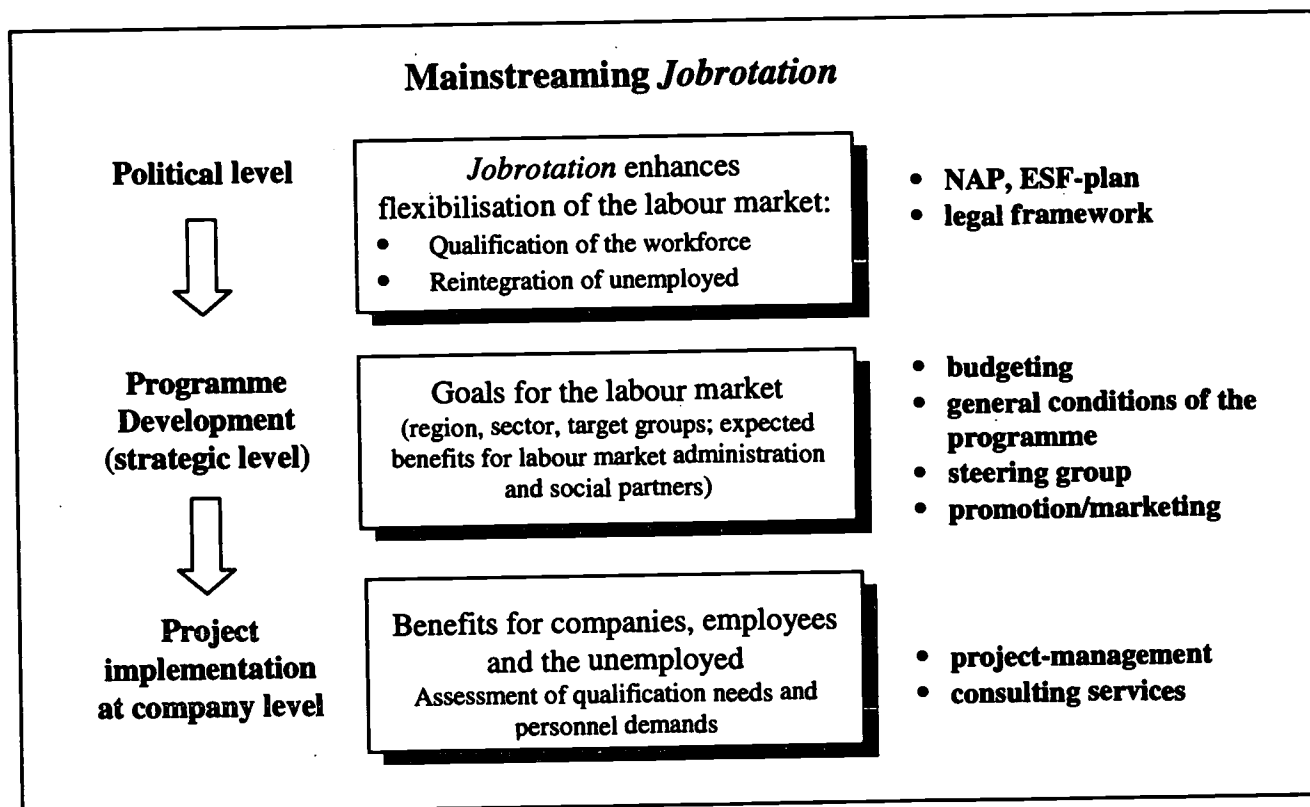 Mainstreaming Jobrotation
Political level
Jobrotation enhances
flexibilisation of the labour market:
• Qualification of the workforce
• Reintegration of unemployed
• NAP, ESF-plan
• legal framework
Programme
Development
(strategic level)
Goals for the labour market
(region, sector, target groups; expected
benefits for labour market administration
and social partners)
• budgeting
• general conditions of the
programme
• steering group
• promotion/marketing
Project
implementation
at company level
Benefits for companies, employees
and the unemployed
Assessment of qualification needs and
personnel demands
• project-management
• consulting services